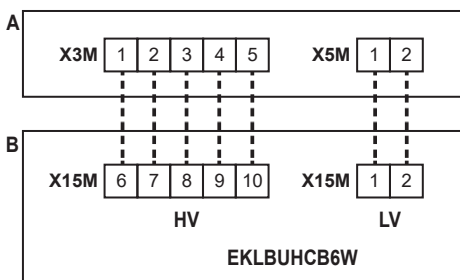 A
X3M 1 2 3 4 5 X5M 1 2
B
X15M 6 7 8 9 10 X15M 1 2
HV LV
EKLBUHCB6W